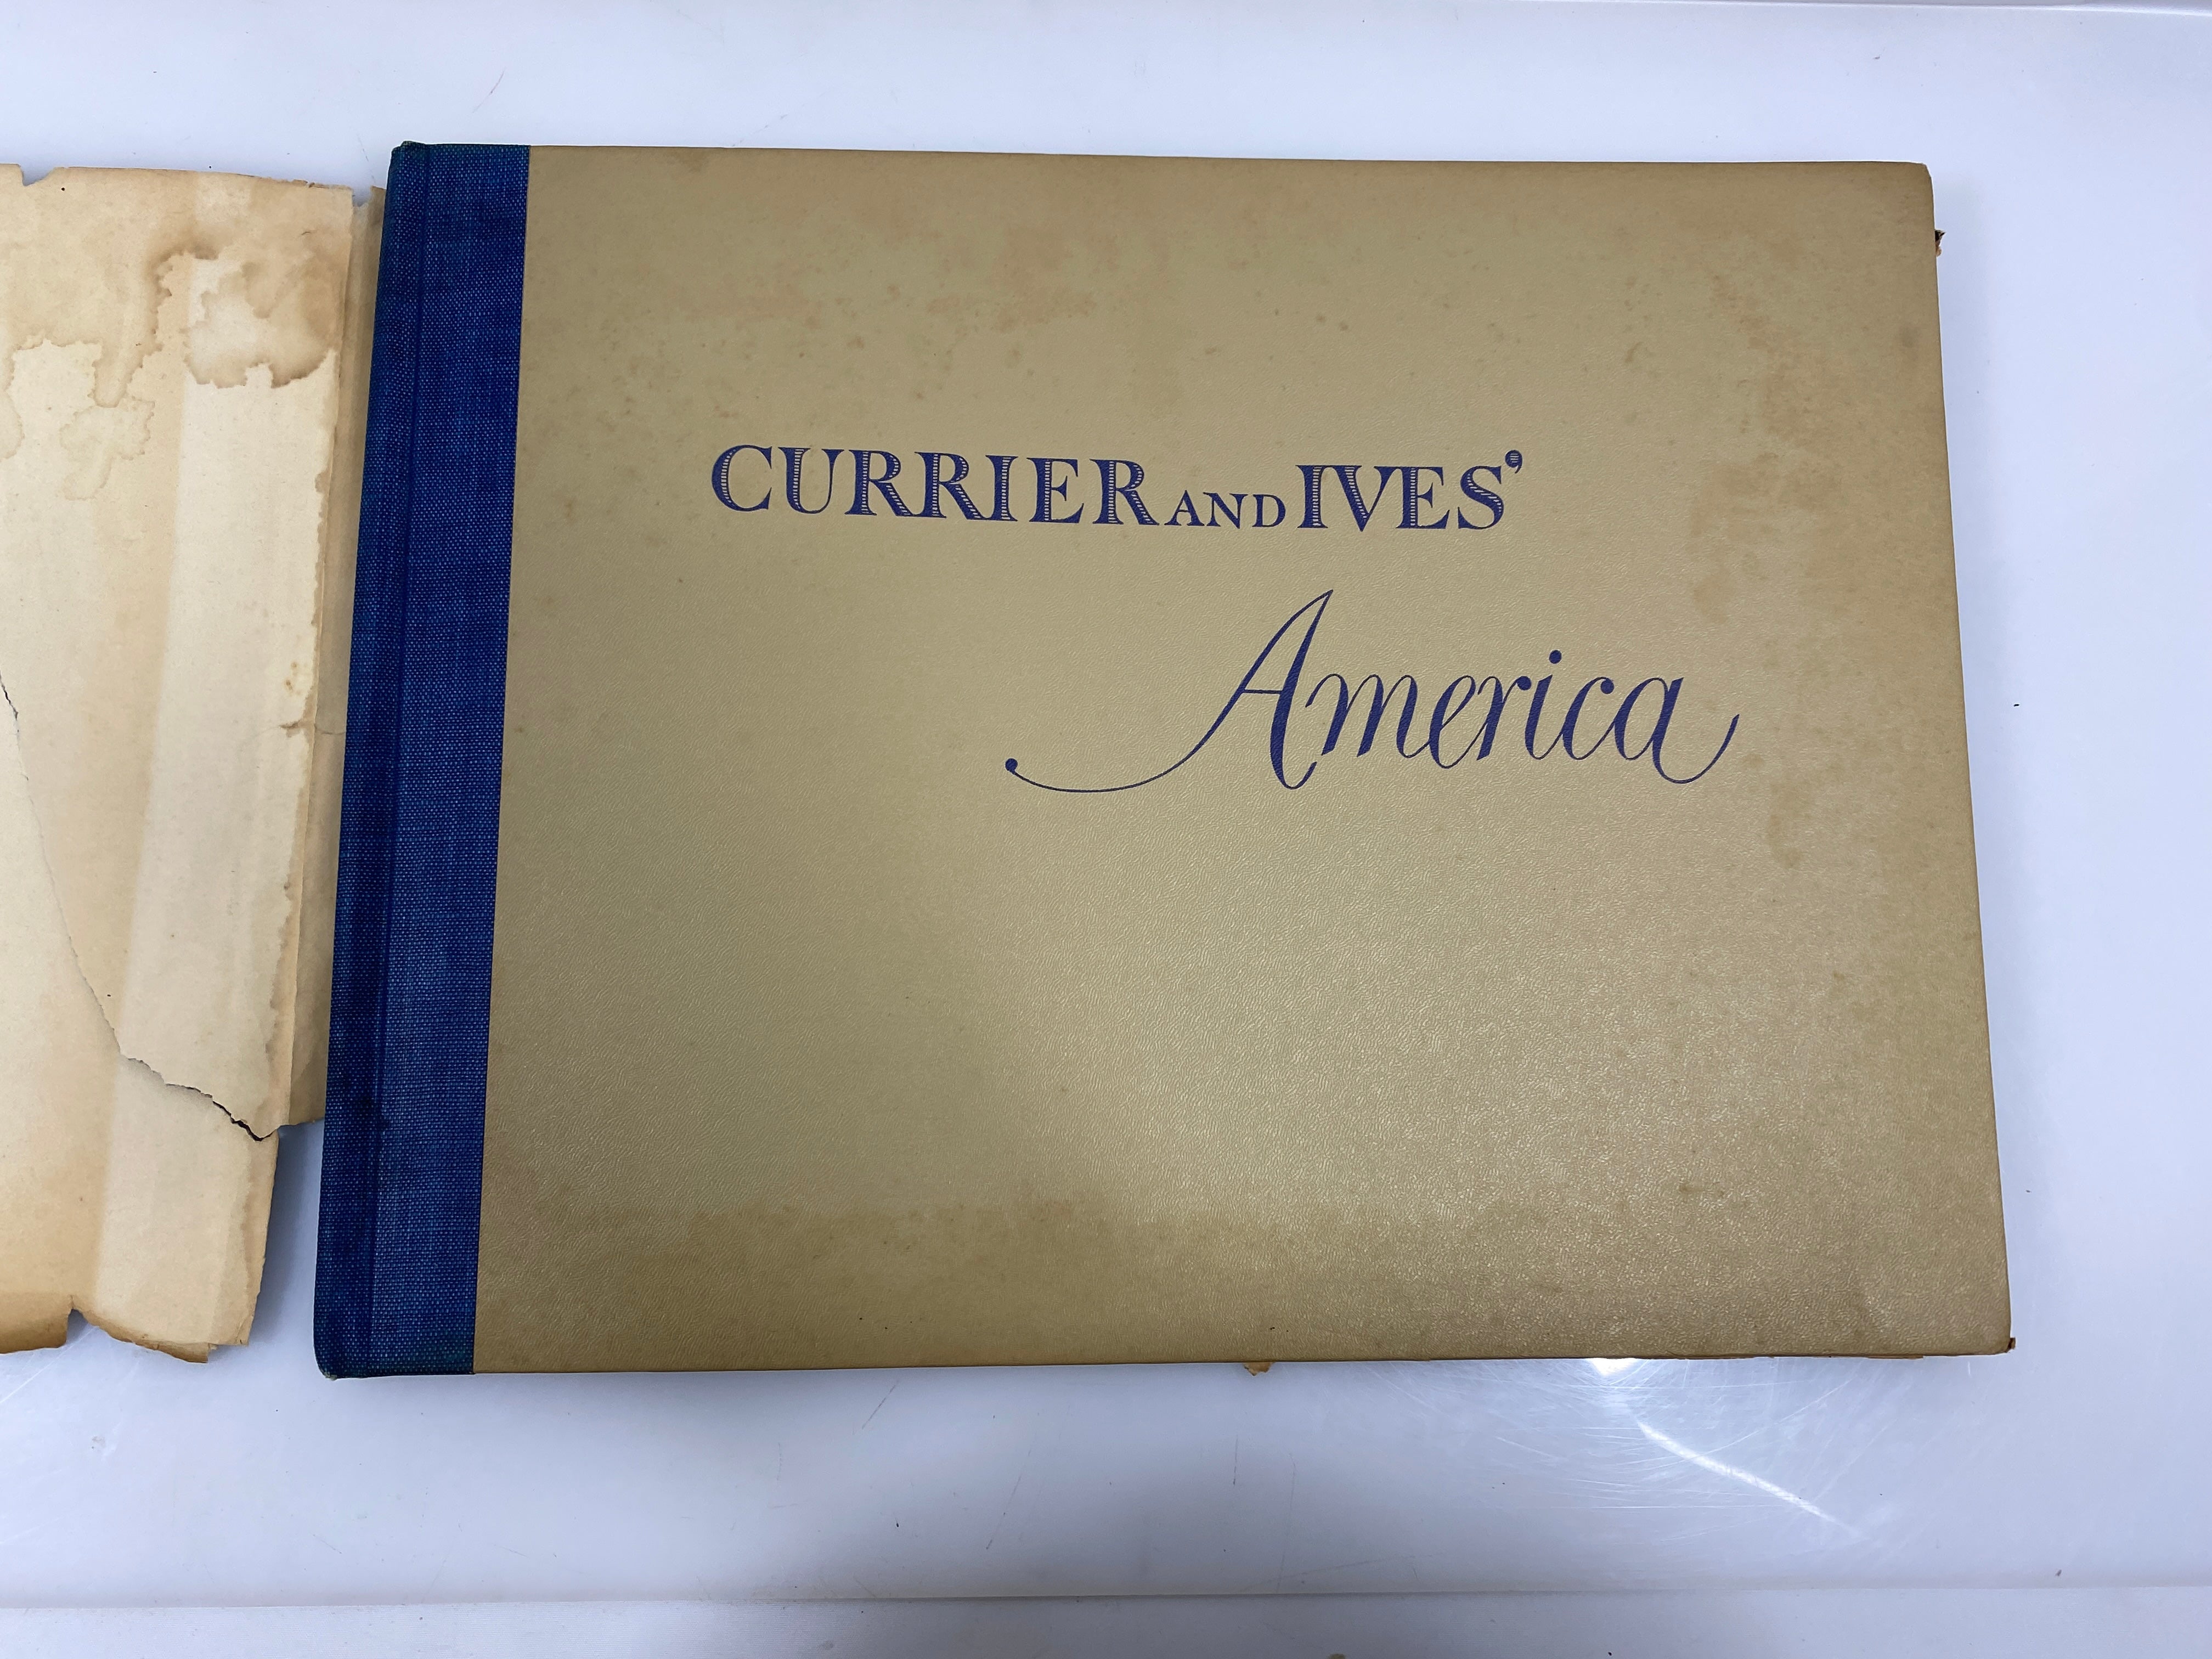 CURRIER AND IVES'
America